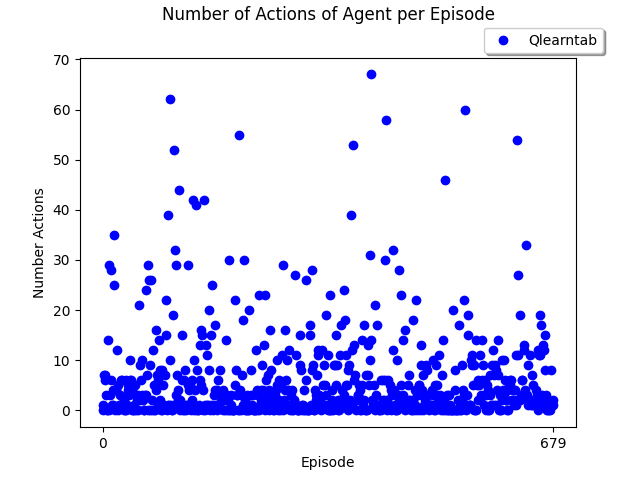 Number of Actions of Agent per Episode
Qlearntab
70
60
50
40
30
20
10
0
Number Actions
0 679
Episode